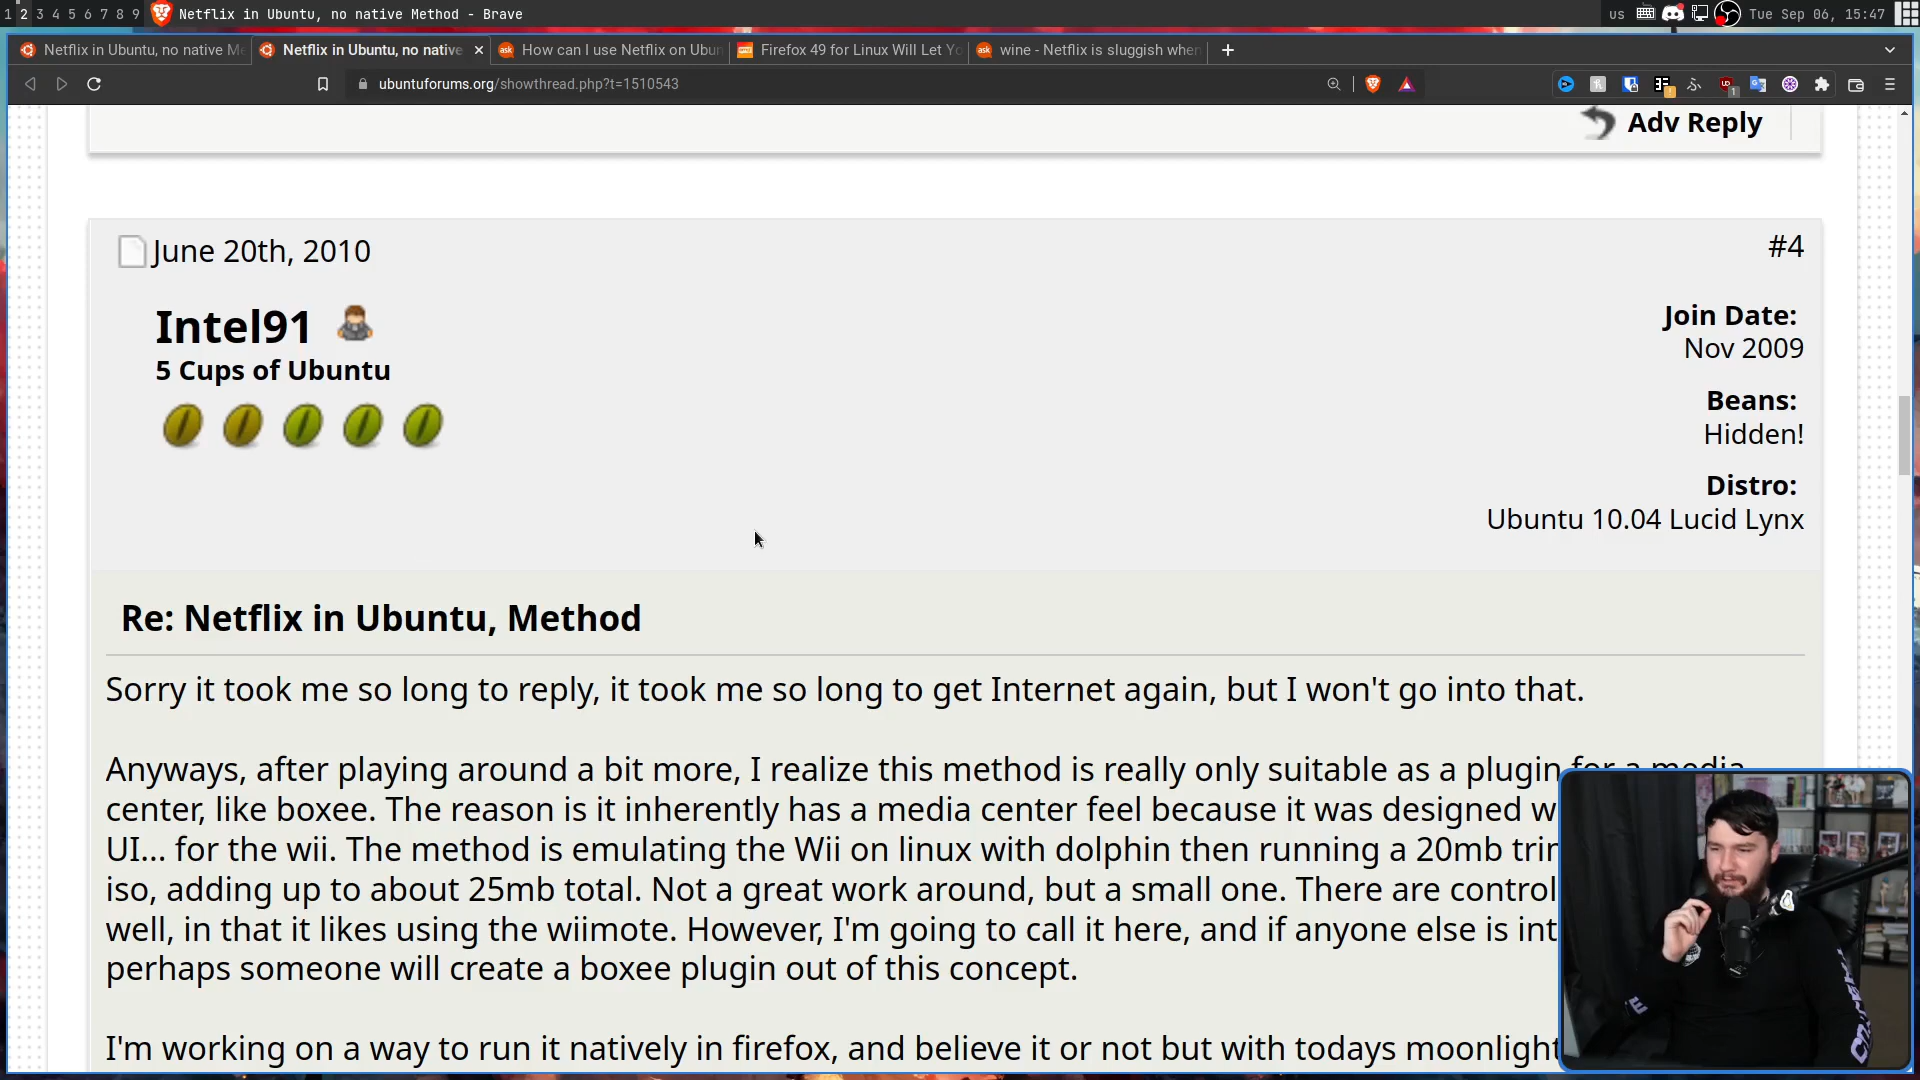 1 2 3 4 5 6 7 8 9 Netflix in Ubuntu, no native Method - Brave us Tue Sep 06, 15:47
Netflix in Ubuntu, no native Me Netflix in Ubuntu, no native How can I use Netflix on Ubun Firefox 49 for Linux Will Let Yo wine - Netflix is sluggish when
ubuntuforums.org/showthread.php?t=1510543
Adv Reply
June 20th, 2010 #4
Intel91
5 Cups of Ubuntu
Join Date:
Nov 2009
Beans:
Hidden!
Distro:
Ubuntu 10.04 Lucid Lynx
Re: Netflix in Ubuntu, Method
Sorry it took me so long to reply, it took me so long to get Internet again, but I won't go into that.
Anyways, after playing around a bit more, I realize this method is really only suitable as a plugin for a media
center, like boxee. The reason is it inherently has a media center feel because it was designed w
UI... for the wii. The method is emulating the Wii on linux with dolphin then running a 20mb trin
iso, adding up to about 25mb total. Not a great work around, but a small one. There are control
well, in that it likes using the wiimote. However, I'm going to call it here, and if anyone else is int
perhaps someone will create a boxee plugin out of this concept.
I'm working on a way to run it natively in firefox, and believe it or not but with todays moonlight